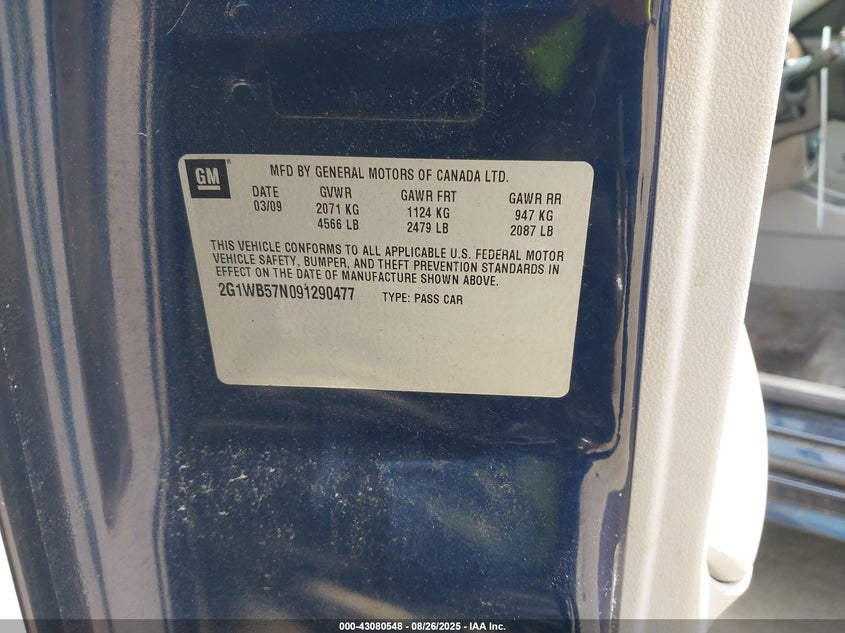 GM
MFD BY GENERAL MOTORS OF CANADA LTD.
DATE GVWR GAWR FRT GAWR RR
03/09 2071 KG 1124 KG 947 KG
4566 LB 2479 LB 2087 LB
THIS VEHICLE CONFORMS TO ALL APPLICABLE U.S. FEDERAL MOTOR
VEHICLE SAFETY, BUMPER, AND THEFT PREVENTION STANDARDS IN
EFFECT ON THE DATE OF MANUFACTURE SHOWN ABOVE.
2G1WB57N091290477 TYPE: PASS CAR
000-43080548 - 08/26/2025 - IAA Inc.